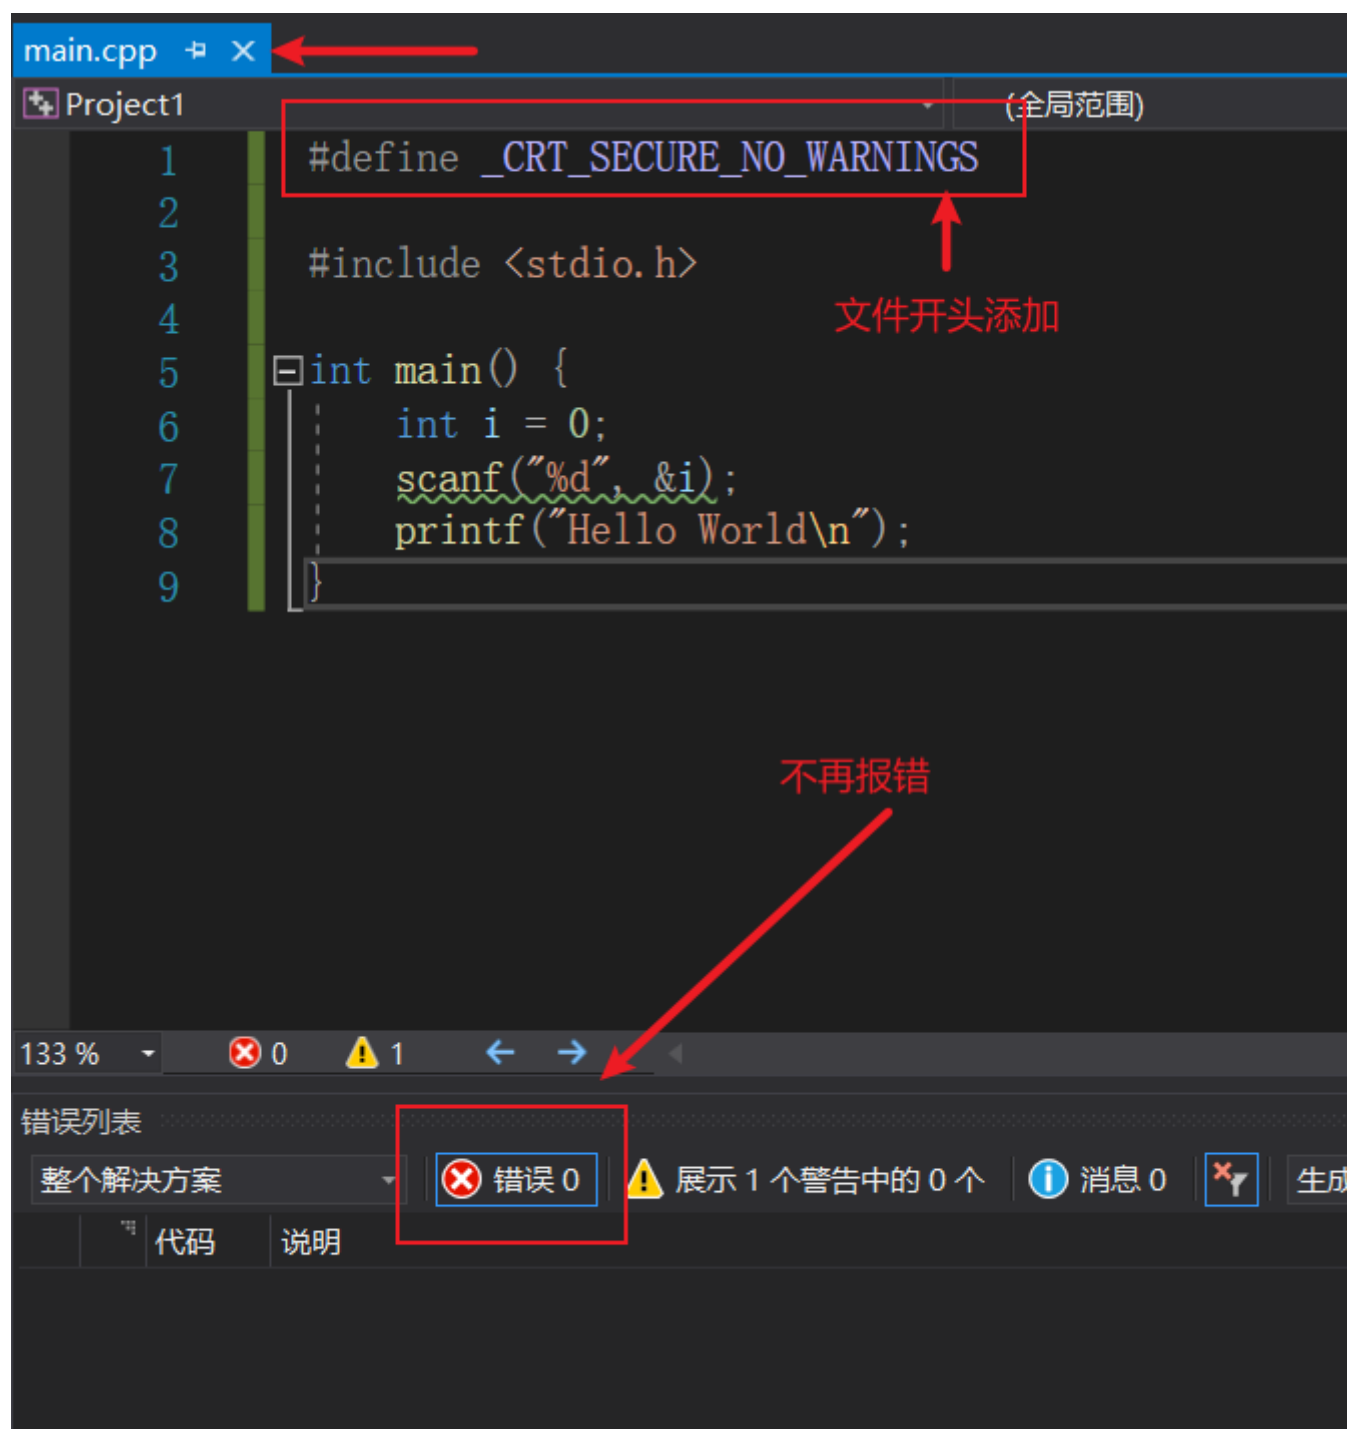 main.cpp
Project1 (全局范围)
1 #define _CRT_SECURE_NO_WARNINGS
2
3 #include <stdio.h>
文件开头添加
4
5 int main() {
6 int i = 0;
7 scanf("%d", &i);
8 printf("Hello World\n");
9 }
不再报错
133 % 0 1
错误列表
整个解决方案 错误 0 展示 1 个警告中的 0 个 消息 0 生成
代码 说明